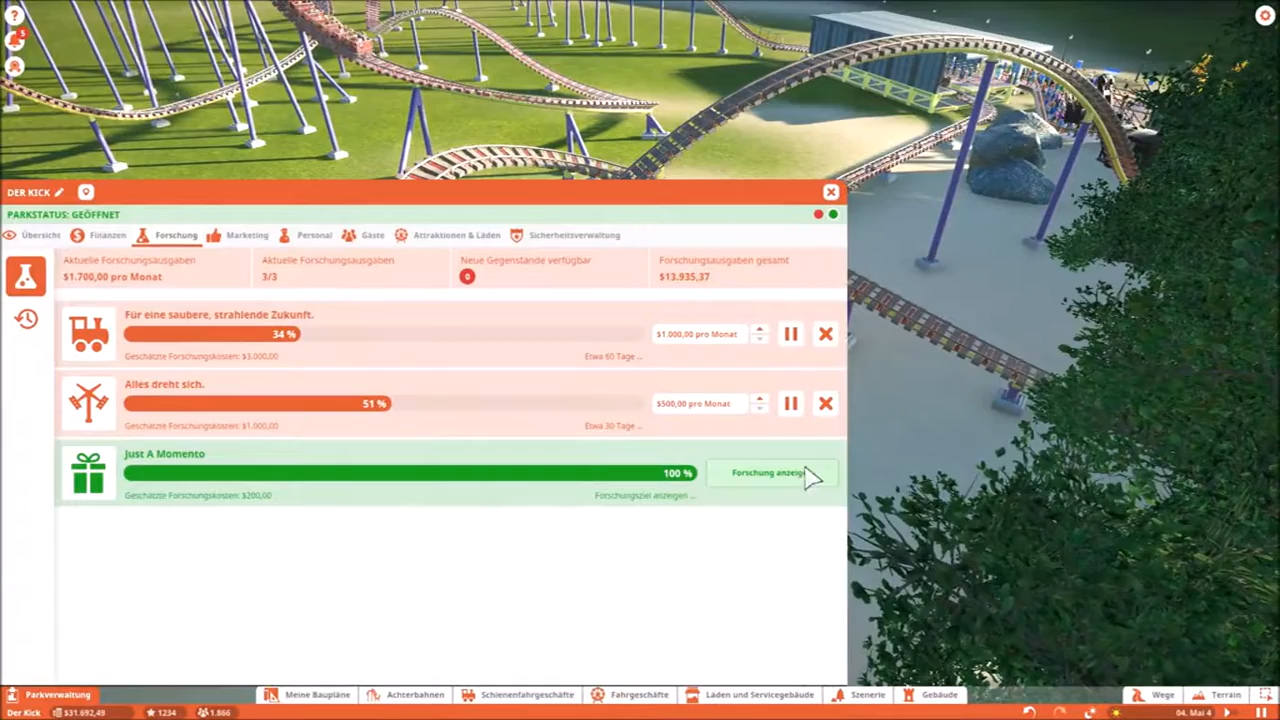 ?
5
DER KICK
PARKSTATUS: GEÖFFNET
Übersicht Finanzen Forschung Marketing Personal Gäste Attraktionen & Läden Sicherheitsverwaltung
Aktuelle Forschungsausgaben Aktuelle Forschungsausgaben Neue Gegenstände verfügbar Forschungsausgaben gesamt
$1.700,00 pro Monat 3/3 0 $13.935,37
Für eine saubere, strahlende Zukunft.
34 % $1.000,00 pro Monat
Geschätzte Forschungskosten: $3.000,00 Etwa 60 Tage ...
Alles dreht sich.
51 % $500,00 pro Monat
Geschätzte Forschungskosten: $1.000,00 Etwa 30 Tage ...
Just A Momento
100 % Forschung anzeigen
Geschätzte Forschungskosten: $200,00 Forschungsziel anzeigen ...
Parkverwaltung Meine Baupläne Achterbahnen Schienenfahrgeschäfte Fahrgeschäfte Läden und Servicegebäude Szenerie Gebäude Wege Terrain
Der Kick $31.692,49 1234 1.866 04. Mai 4